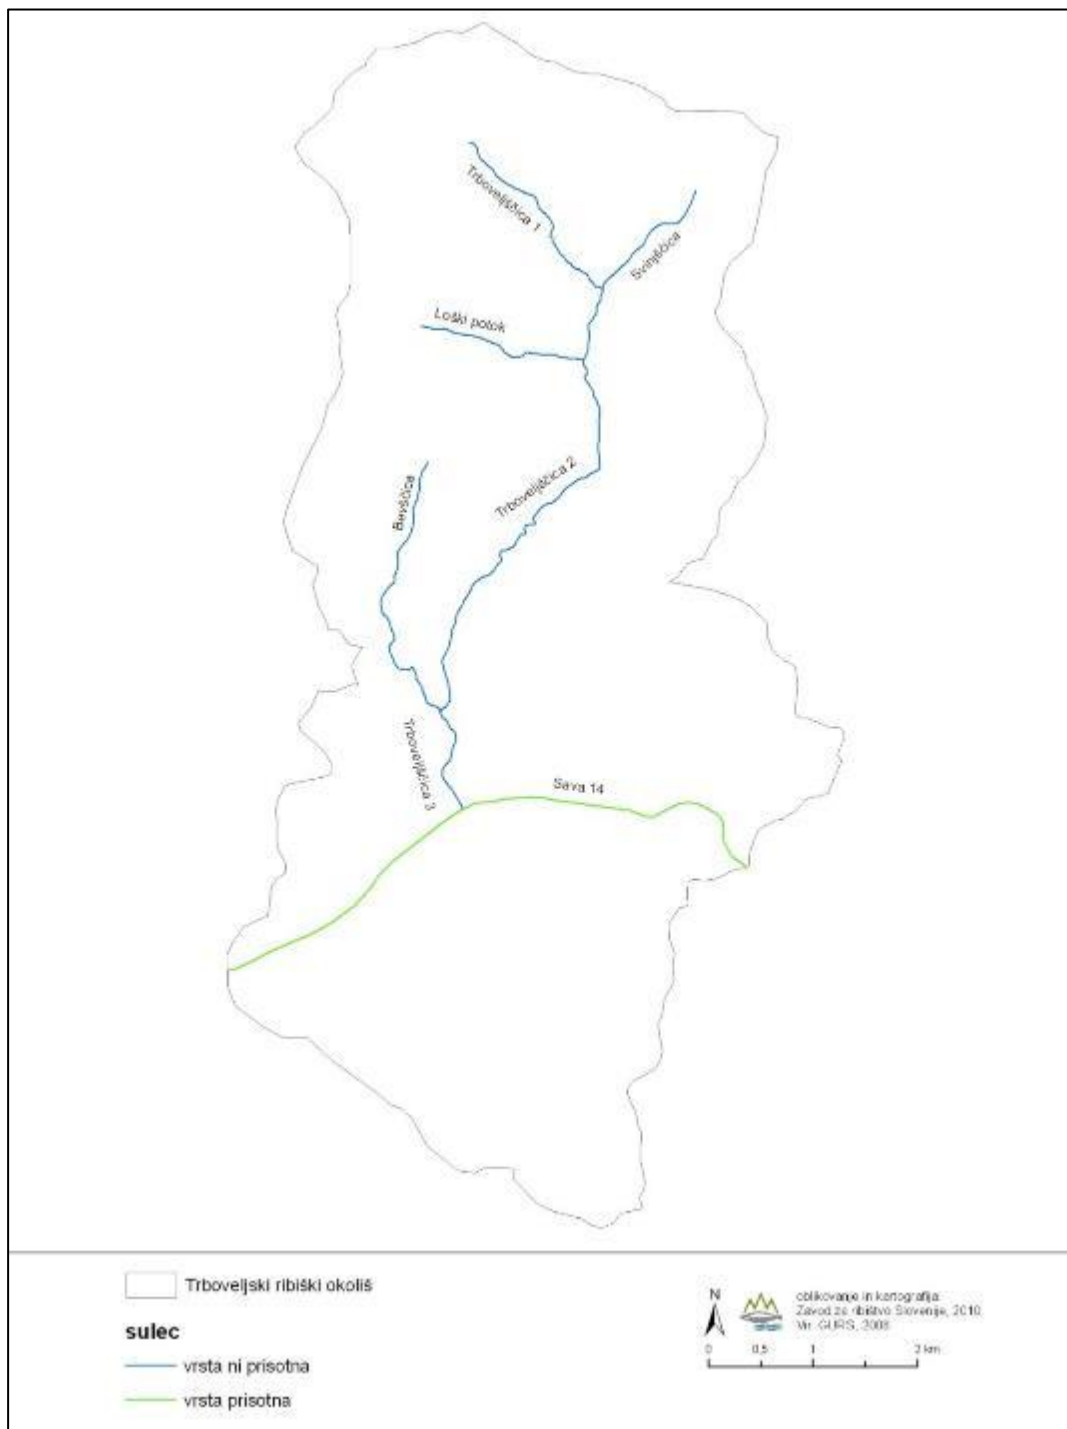 Trboveljščica 1
Svinjščica
Loški potok
Trboveljščica 2
Bevščica
Trboveljščica 3
Sava 14
Trboveljski ribiški okoliš
sulec
vrsta ni prisotna
vrsta prisotna
N
oblikovanje in kartografija:
Zavod za ribištvo Slovenije, 2010
Vir: GURS, 2008
0 0,5 1 2 km